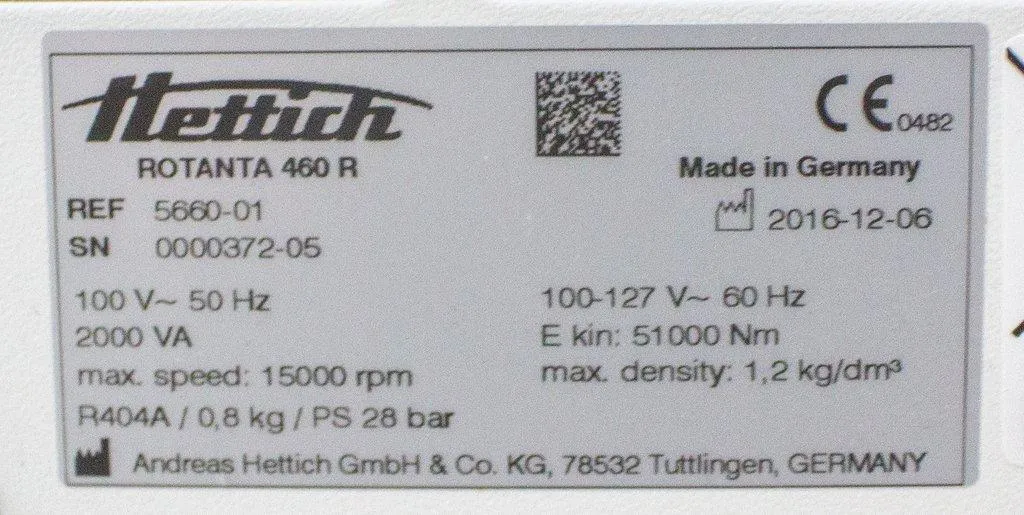 Hettich
ROTANTA 460 R
CE 0482
Made in Germany
2016-12-06
REF 5660-01
SN 0000372-05
100 V~ 50 Hz
2000 VA
max. speed: 15000 rpm
R404A / 0,8 kg / PS 28 bar
100-127 V~ 60 Hz
E kin: 51000 Nm
max. density: 1,2 kg/dm³
Andreas Hettich GmbH & Co. KG, 78532 Tuttlingen, GERMANY